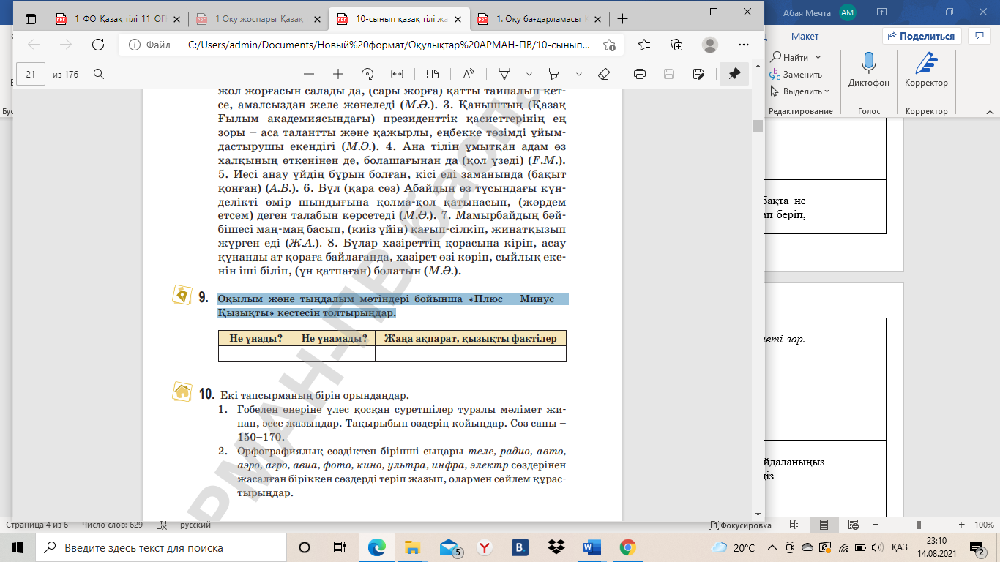 1_ФО_Қазақ тілі_11_ОГ
1 Оқу жоспары_Қазақ
10-сынып қазақ тілі жа
1. Оқу бағдарламасы_
Абая Мечта
АМ
Файл
C:/Users/admin/Documents/Новый%20формат/Оқулықтар%20АРМАН-ПВ/10-сынып...
Макет
Поделиться
21
из 176
Найти
Заменить
Выделить
Редактирование
Диктофон
Голос
Корректор
Корректор
жол жорғасын салады да, (сары жорға) қатты тайпалып кет-
се, амалсыздан желе жөнеледі (М.Ә.). 3. Қаныштың (Қазақ
Ғылым академиясындағы) президенттік қасиеттерінің ең
зоры – аса талантты және қажырлы, еңбекке төзімді ұйым-
дастырушы екендігі (М.Ә.). 4. Ана тілін ұмытқан адам өз
халқының өткенінен де, болашағынан да (қол үзеді) (Ғ.М.).
5. Иесі анау үйдің бұрын болған, кісі еді заманында (бақыт
қонған) (А.Б.). 6. Бұл (қара сөз) Абайдың өз тұсындағы күн-
делікті өмір шындығына қолма-қол қатынасып, (жәрдем
етсем) деген талабын көрсетеді (М.Ә.). 7. Мамырбайдың бәй-
бішесі маң-маң басып, (киіз үйін) қағып-сілкіп, жинатқызып
жүрген еді (Ж.А.). 8. Бұлар хазіреттің қорасына кіріп, асау
құнанды ат қораға байлағанда, хазірет өзі көріп, сыйлық еке-
нін іші біліп, (үн қатпаған) болатын (М.Ә.).
9. Оқылым және тыңдалым мәтіндері бойынша «Плюс – Минус –
Қызықты» кестесін толтырыңдар.
Не ұнады? Не ұнамады? Жаңа ақпарат, қызықты фактілер
10. Екі тапсырманың бірін орындаңдар.
1. Гобелен өнеріне үлес қосқан суретшілер туралы мәлімет жи-
нап, эссе жазыңдар. Тақырыбын өздерің қойыңдар. Сөз саны –
150–170.
2. Орфографиялық сөздіктен бірінші сыңары теле, радио, авто,
аэро, агро, авиа, фото, кино, ультра, инфра, электр сөздерінен
жасалған біріккен сөздерді теріп жазып, олармен сөйлем құрас-
тырыңдар.
РМАН-ПВ басп
бақта не
ап беріп,
зор.
йдаланыңыз.
Страница 4 из 6
Число слов: 629
русский
Фокусировка
100%
Введите здесь текст для поиска
5
20°C
ҚАЗ
23:10
14.08.2021
2